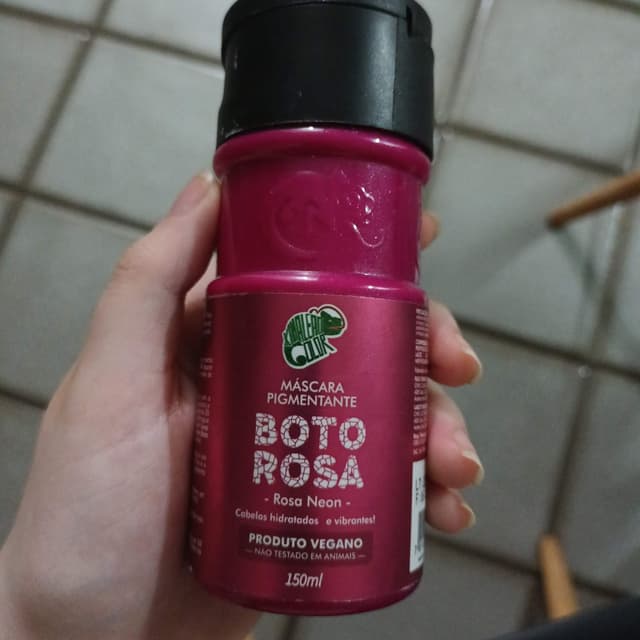 KAMALEÃO
COLOR
MÁSCARA
PIGMENTANTE
BOTO
ROSA
- Rosa Neon -
Cabelos hidratados e vibrantes!
PRODUTO VEGANO
— NÃO TESTADO EM ANIMAIS —
150ml